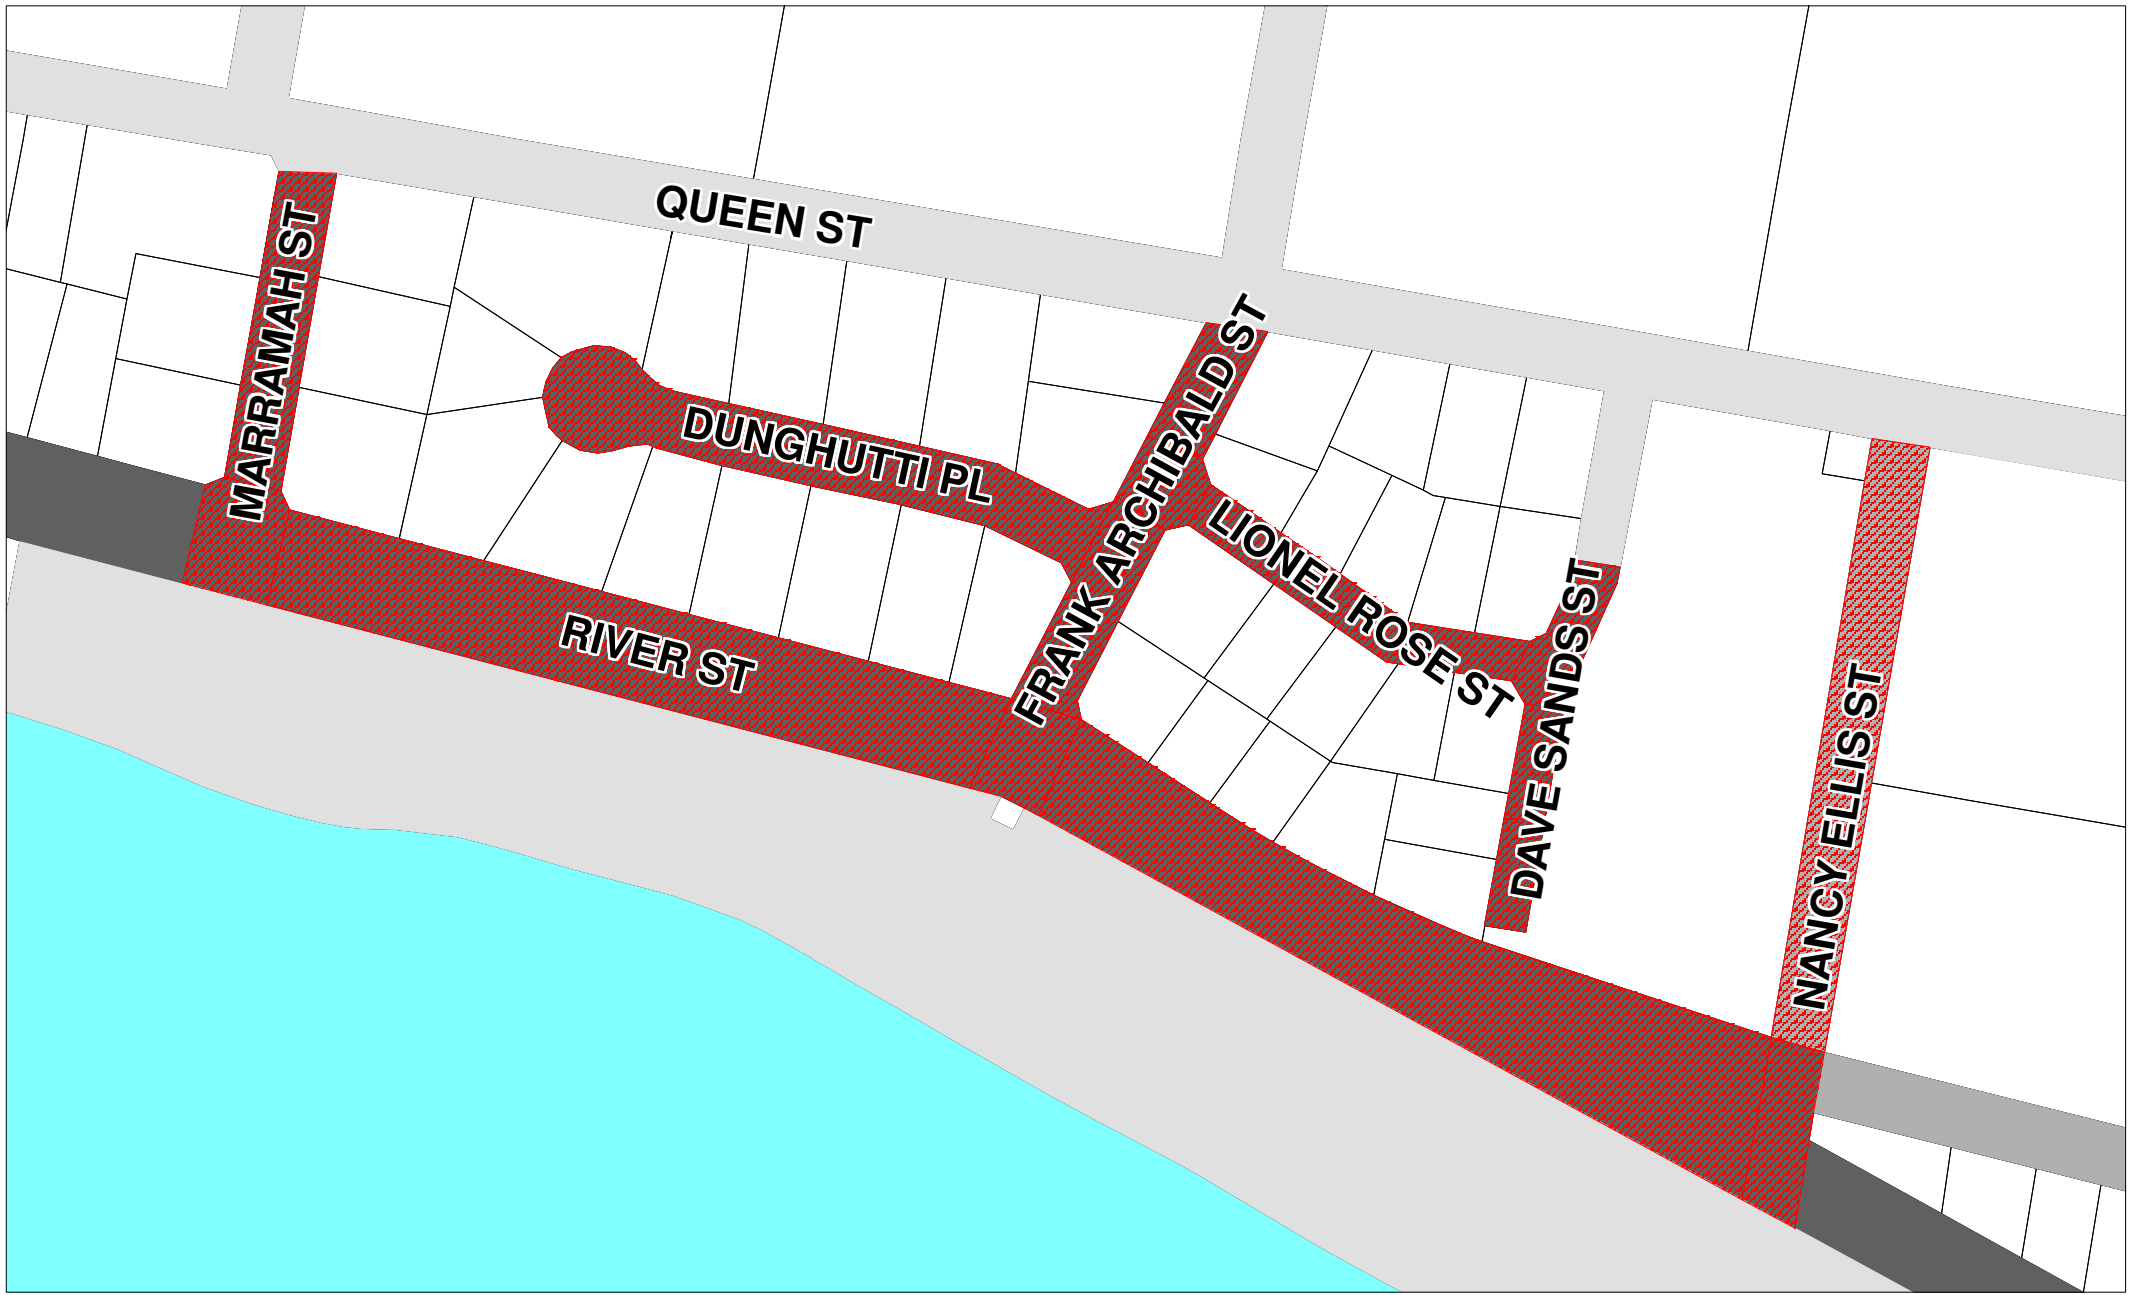 QUEEN ST
MARRAMAH ST
DUNGHUTTI PL
FRANK ARCHIBALD ST
LIONEL ROSE ST
RIVER ST
DAVE SANDS ST
NANCY ELLIS ST